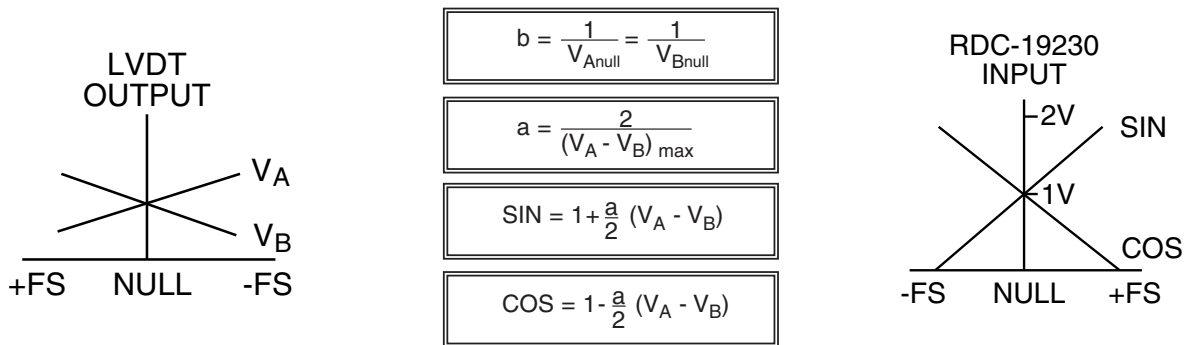 LVDT
OUTPUT
V_A
V_B
+FS NULL -FS
b = 1/V_Anull = 1/V_Bnull
a = 2/(V_A - V_B) max
SIN = 1+ a/2 (V_A - V_B)
COS = 1- a/2 (V_A - V_B)
RDC-19230
INPUT
2V
SIN
1V
COS
-FS NULL +FS